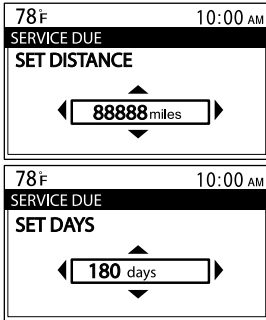 78°F 10:00 AM
SERVICE DUE
SET DISTANCE
88888 miles
78°F 10:00 AM
SERVICE DUE
SET DAYS
180 days